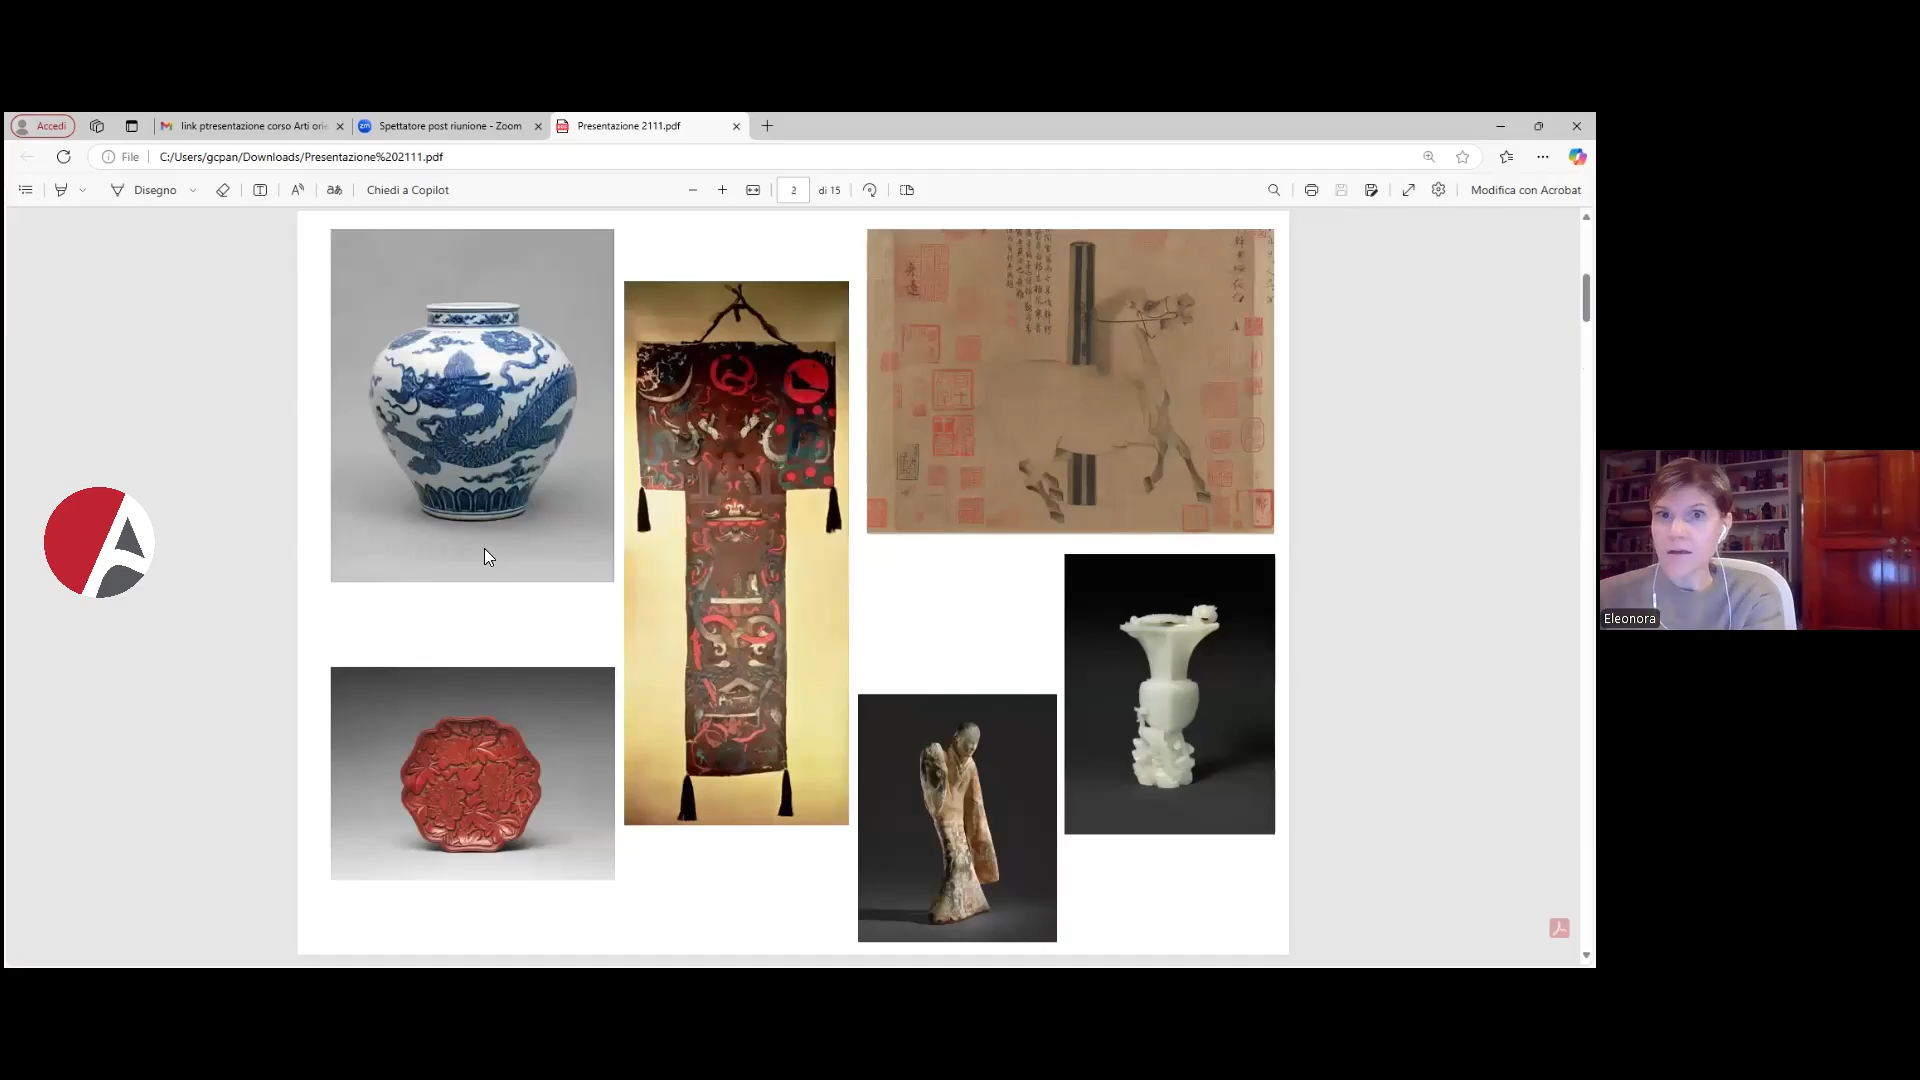 Accedi
link ptresentazione corso Arti orie
Spettatore post riunione - Zoom
Presentazione 2111.pdf
File
C:/Users/gcpan/Downloads/Presentazione%202111.pdf
Disegno
Chiedi a Copilot
2
di 15
Modifica con Acrobat
Eleonora